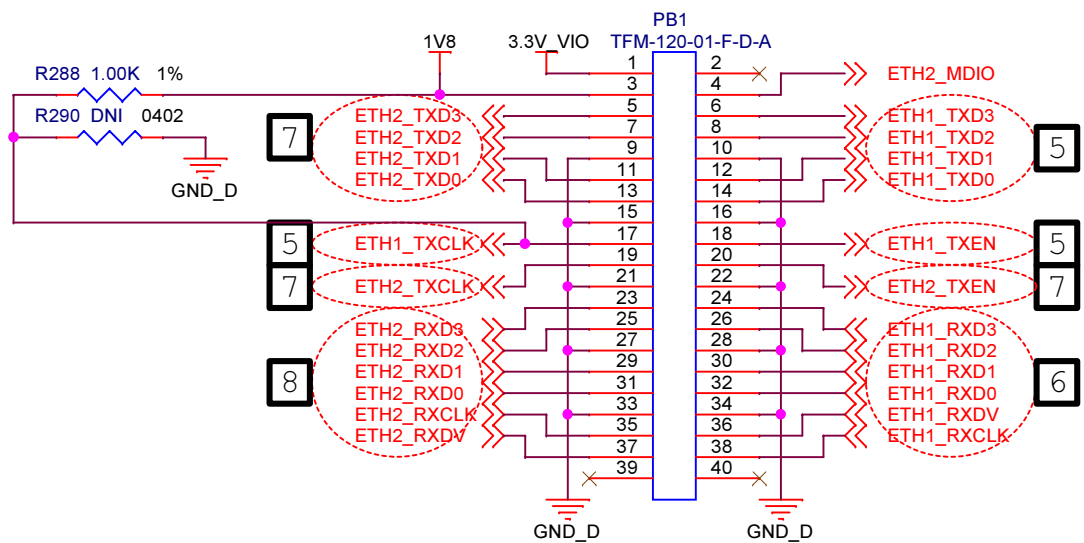 PB1
1V8 3.3V_VIO TFM-120-01-F-D-A
R288 1.00K 1% 1 2 ETH2_MDIO
3 4
R290 DNI 0402 ETH2_TXD3 5 6 ETH1_TXD3
7 ETH2_TXD2 7 8 ETH1_TXD2 5
ETH2_TXD1 9 10 ETH1_TXD1
GND_D ETH2_TXD0 11 12 ETH1_TXD0
13 14
15 16
5 ETH1_TXCLK 17 18 ETH1_TXEN 5
19 20
7 ETH2_TXCLK 21 22 ETH2_TXEN 7
23 24
ETH2_RXD3 25 26 ETH1_RXD3
ETH2_RXD2 27 28 ETH1_RXD2
8 ETH2_RXD1 29 30 ETH1_RXD1 6
ETH2_RXD0 31 32 ETH1_RXD0
ETH2_RXCLK 33 34 ETH1_RXDV
ETH2_RXDV 35 36 ETH1_RXCLK
37 38
39 40
GND_D GND_D